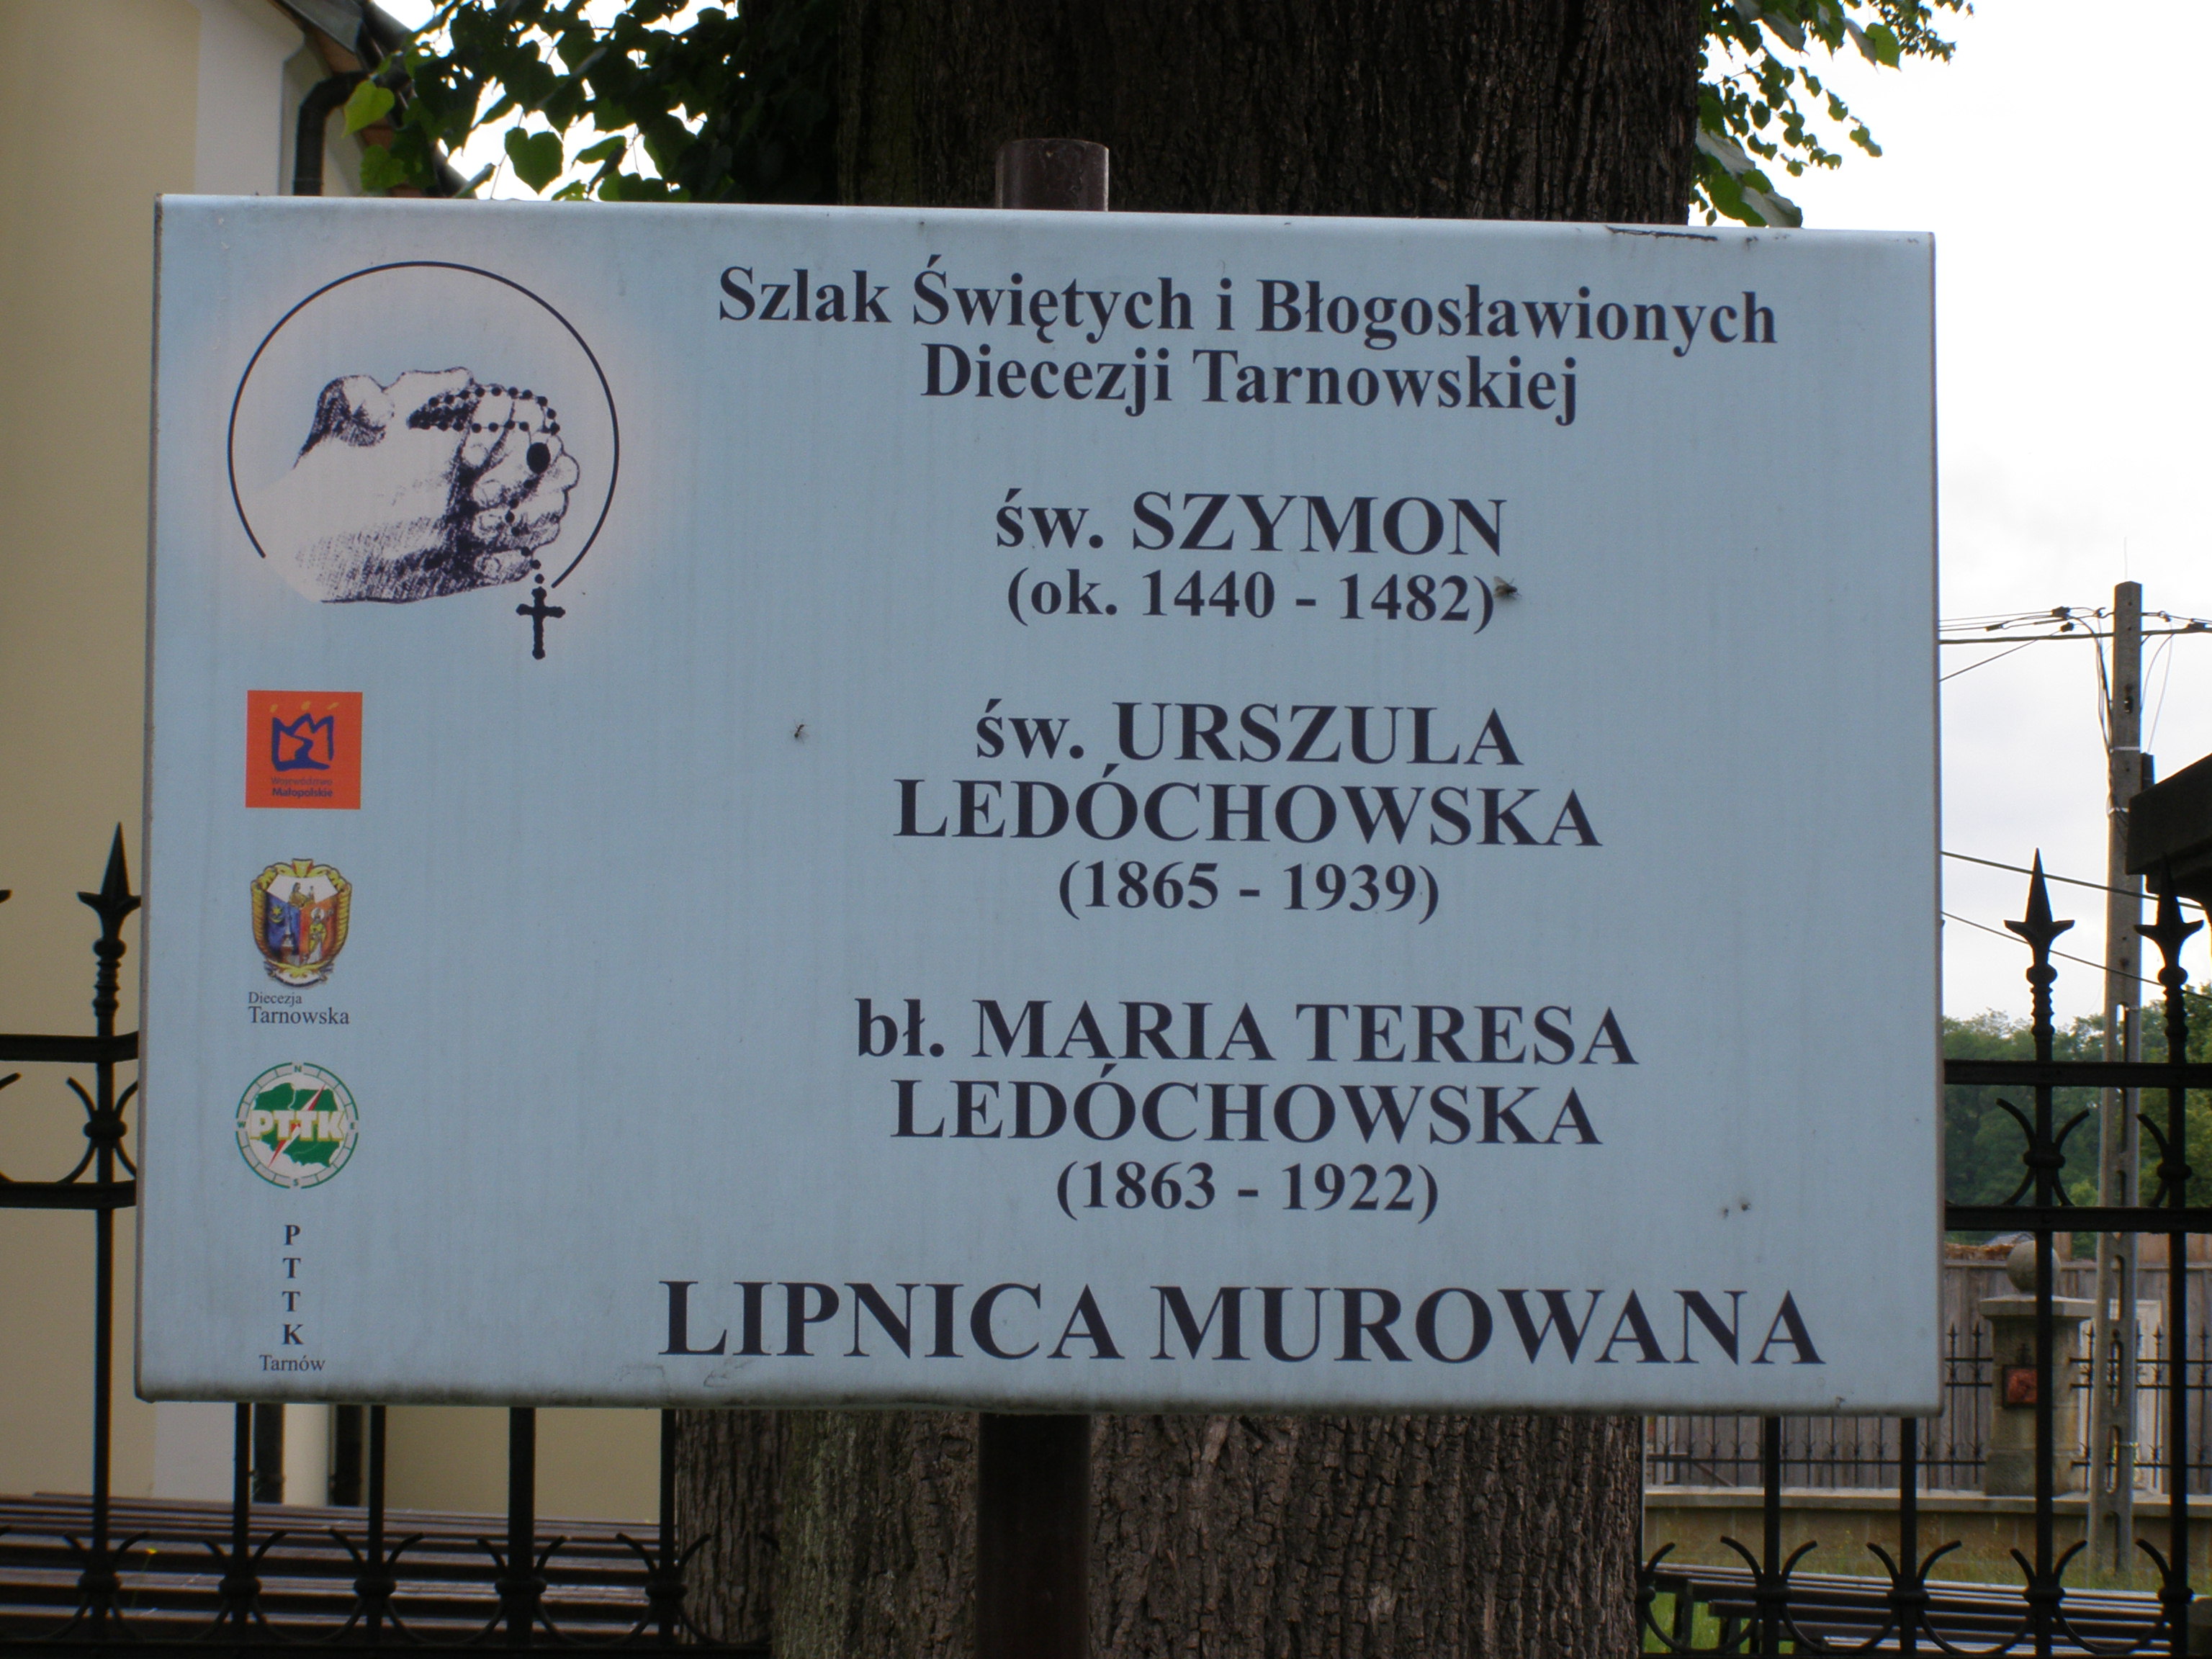 Szlak Świętych i Błogosławionych
Diecezji Tarnowskiej
św. SZYMON
(ok. 1440 - 1482)
św. URSZULA
LEDÓCHOWSKA
(1865 - 1939)
bł. MARIA TERESA
LEDÓCHOWSKA
(1863 - 1922)
LIPNICA MUROWANA
Województwo
Małopolskie
Diecezja
Tarnowska
N
W
E
PTTK
S
P
T
T
K
Tarnów